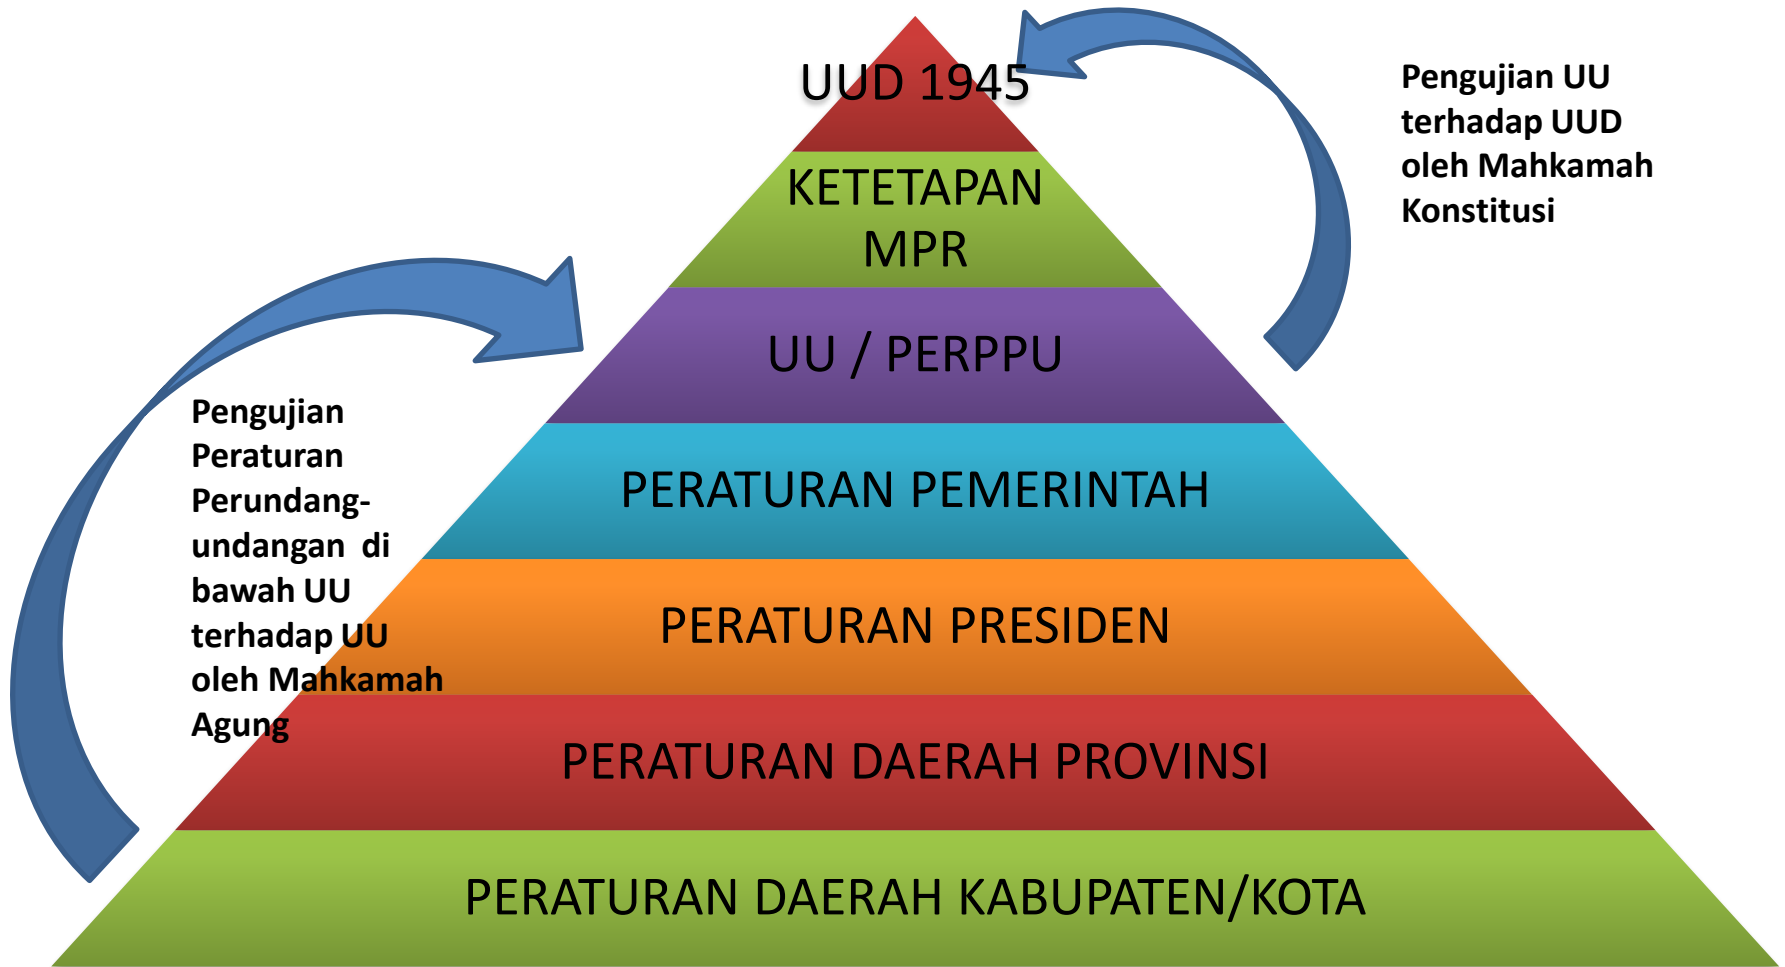 UUD 1945
KETETAPAN
MPR
UU / PERPPU
PERATURAN PEMERINTAH
PERATURAN PRESIDEN
PERATURAN DAERAH PROVINSI
PERATURAN DAERAH KABUPATEN/KOTA
Pengujian UU
terhadap UUD
oleh Mahkamah
Konstitusi
Pengujian
Peraturan
Perundang-
undangan di
bawah UU
terhadap UU
oleh Mahkamah
Agung